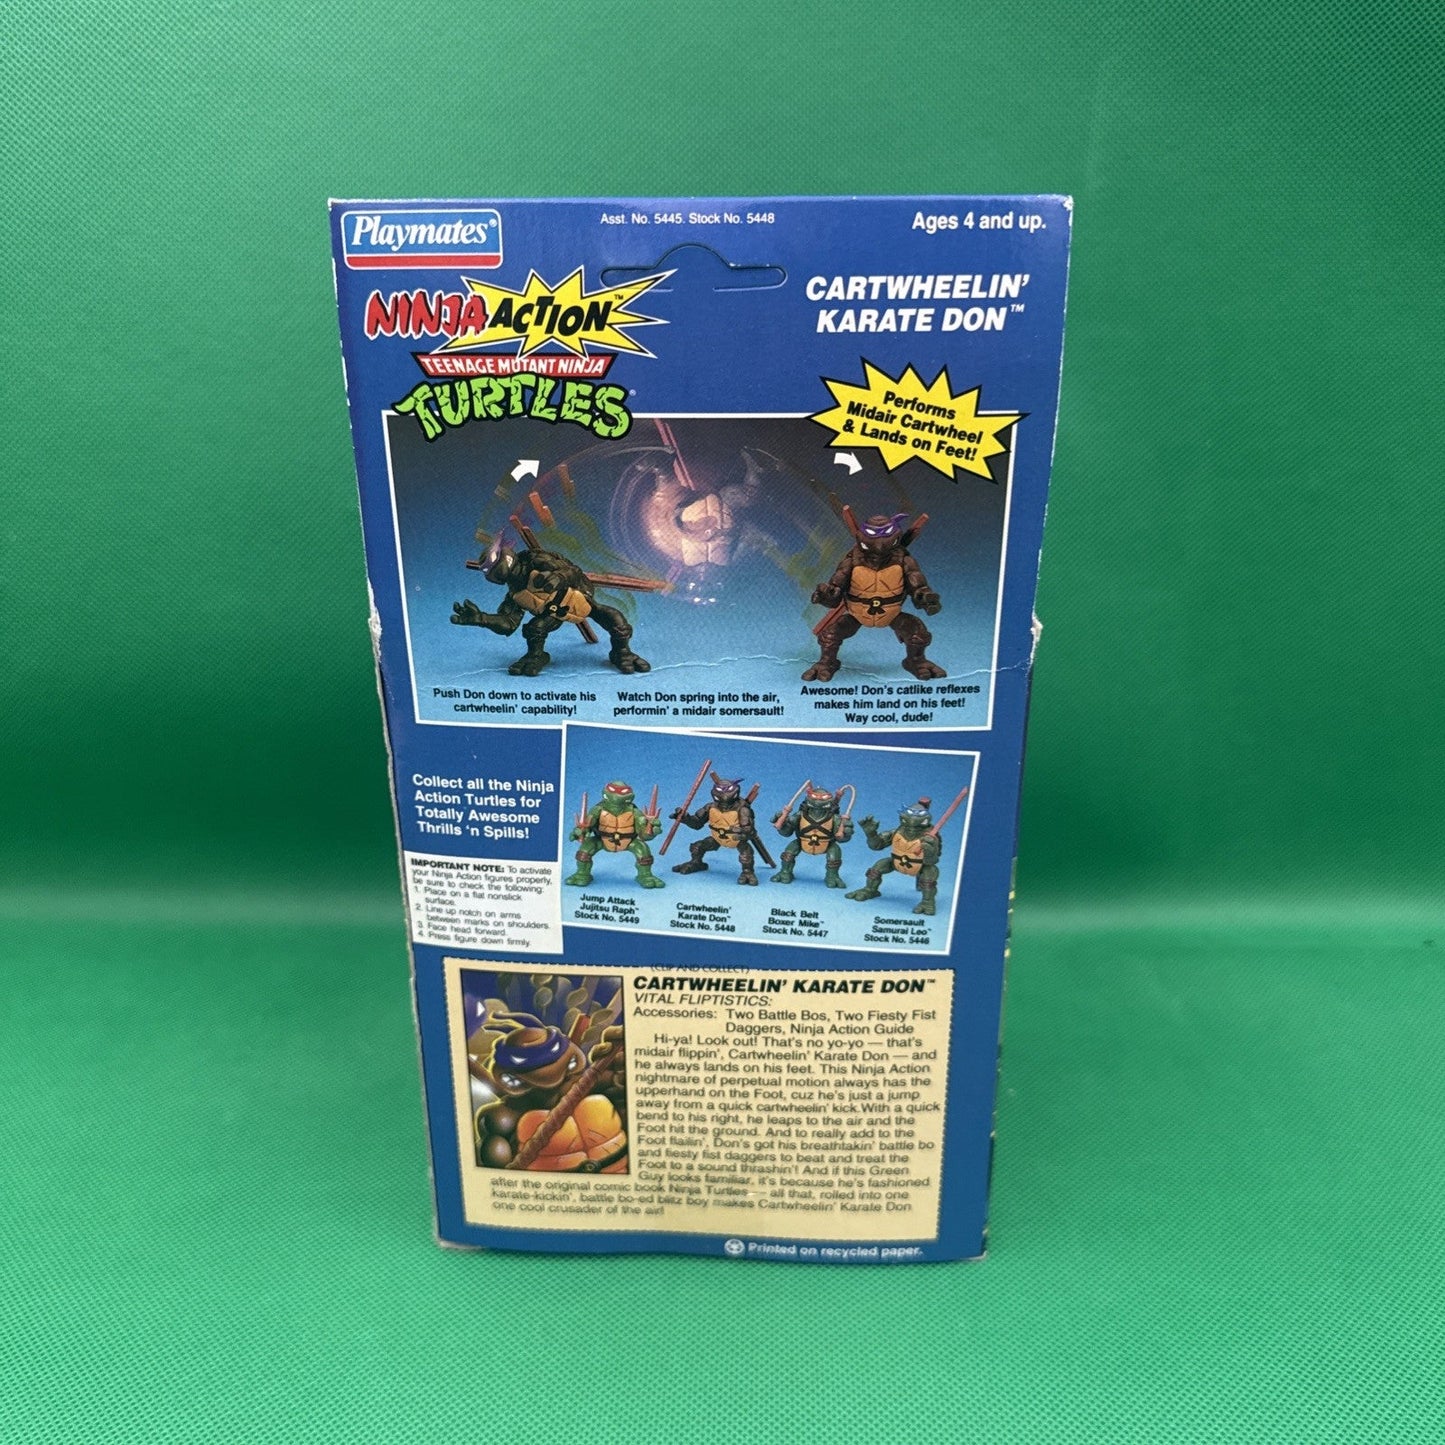 Playmates®
Asst. No. 5445. Stock No. 5448
Ages 4 and up.
NINJA ACTION™
TEENAGE MUTANT NINJA
TURTLES®
CARTWHEELIN'
KARATE DON™
Performs
Midair Cartwheel
& Lands on Feet!
Push Don down to activate his
cartwheelin' capability!
Watch Don spring into the air,
performin' a midair somersault!
Awesome! Don's catlike reflexes
makes him land on his feet!
Way cool, dude!
Collect all the Ninja
Action Turtles for
Totally Awesome
Thrills 'n Spills!
IMPORTANT NOTE: To activate
your Ninja Action figures properly,
be sure to check the following:
1. Place on a flat nonslick
surface.
2. Line up notch on arms
between marks on shoulders.
3. Face head forward.
4. Press figure down firmly.
Jump Attack
Jujitsu Raph™
Stock No. 5449
Cartwheelin'
Karate Don™
Stock No. 5448
Black Belt
Boxer Mike™
Stock No. 5447
Somersault
Samurai Leo™
Stock No. 5446
(CLIP AND COLLECT)
CARTWHEELIN' KARATE DON™
VITAL FLIPTISTICS:
Accessories: Two Battle Bos, Two Fiesty Fist
Daggers, Ninja Action Guide
Hi-ya! Look out! That's no yo-yo — that's
midair flippin', Cartwheelin' Karate Don — and
he always lands on his feet. This Ninja Action
nightmare of perpetual motion always has the
upperhand on the Foot, cuz he's just a jump
away from a quick cartwheelin' kick. With a quick
bend to his right, he leaps to the air and the
Foot hit the ground. And to really add to the
Foot flailin', Don's got his breathtakin' battle bo
and fiesty fist daggers to beat and treat the
Foot to a sound thrashin'! And if this Green
Guy looks familiar, it's because he's fashioned
after the original comic book Ninja Turtles — all that, rolled into one
karate-kickin', battle bo-ed blitz boy makes Cartwheelin' Karate Don
one cool crusader of the air!
Printed on recycled paper.